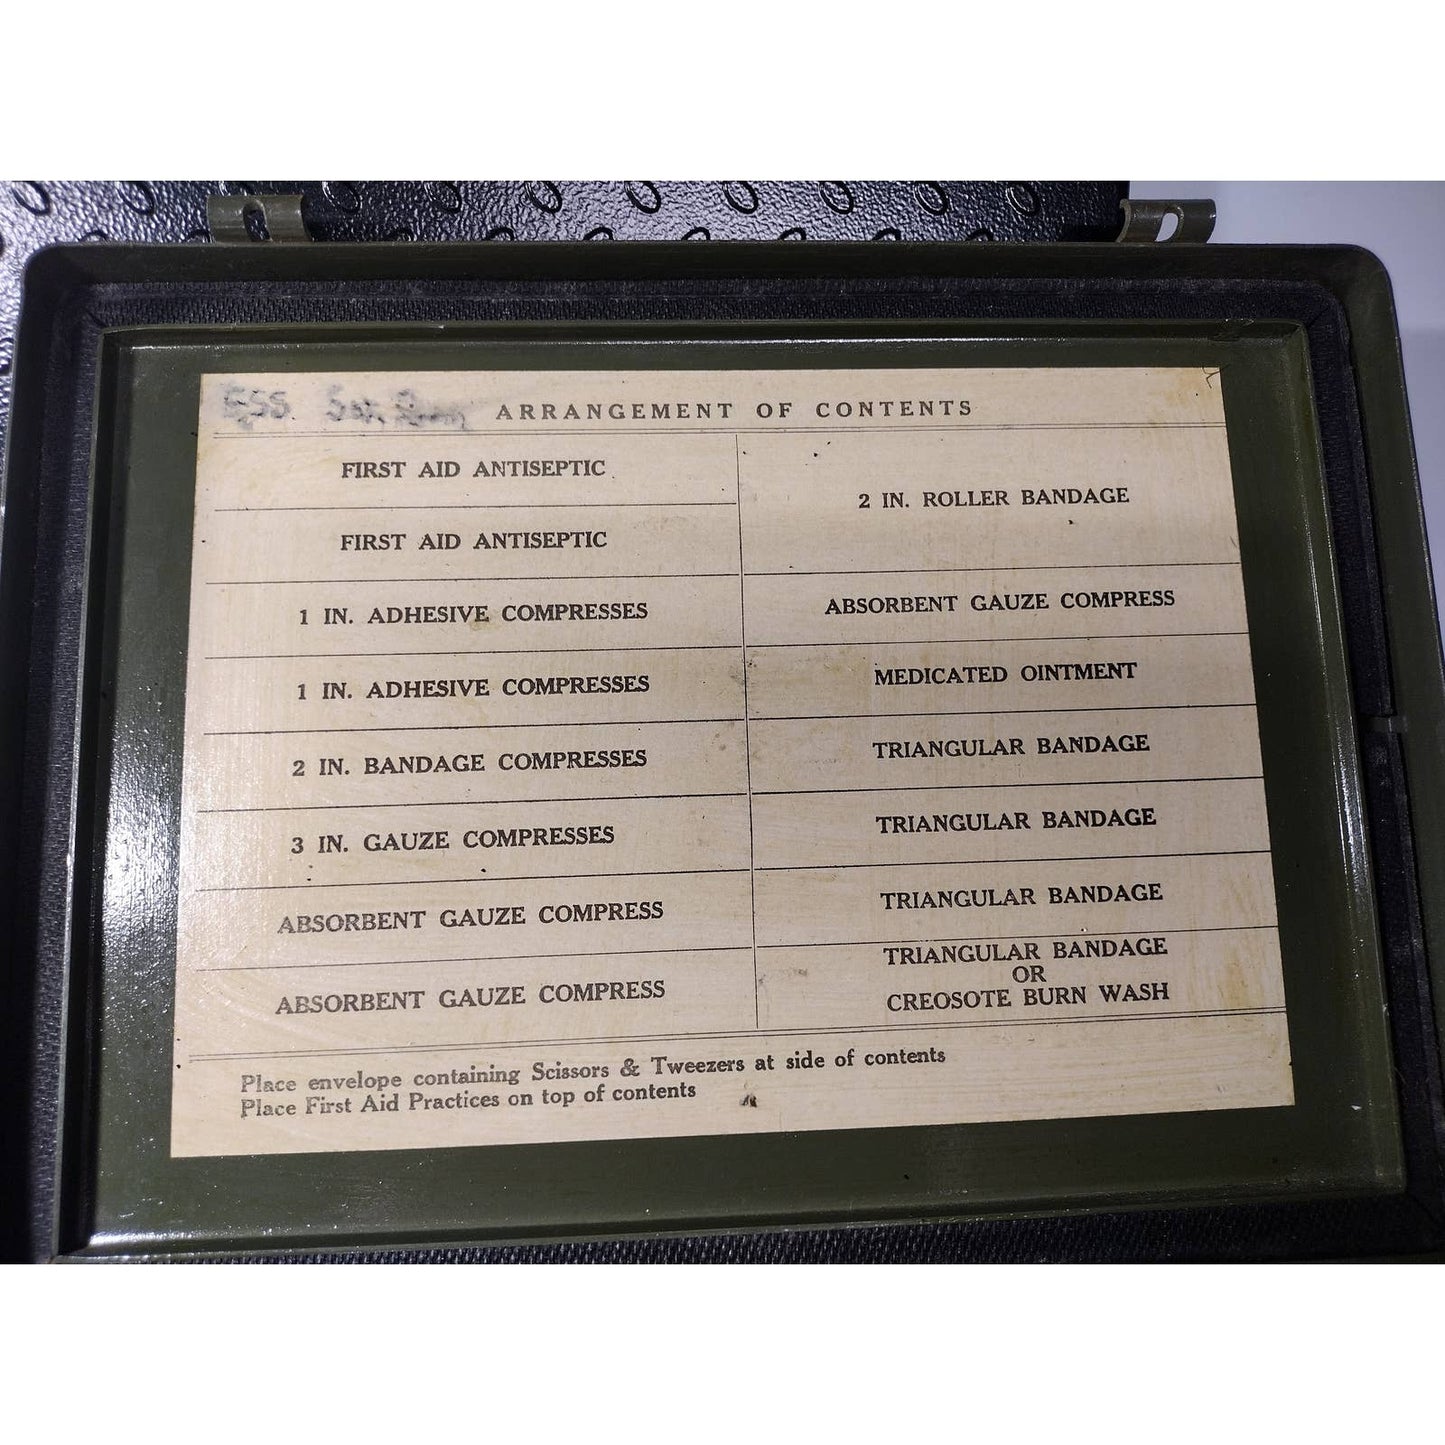 ARRANGEMENT OF CONTENTS
FIRST AID ANTISEPTIC
FIRST AID ANTISEPTIC
1 IN. ADHESIVE COMPRESSES
1 IN. ADHESIVE COMPRESSES
2 IN. BANDAGE COMPRESSES
3 IN. GAUZE COMPRESSES
ABSORBENT GAUZE COMPRESS
ABSORBENT GAUZE COMPRESS
2 IN. ROLLER BANDAGE
ABSORBENT GAUZE COMPRESS
MEDICATED OINTMENT
TRIANGULAR BANDAGE
TRIANGULAR BANDAGE
TRIANGULAR BANDAGE
TRIANGULAR BANDAGE
OR
CREOSOTE BURN WASH
Place envelope containing Scissors & Tweezers at side of contents
Place First Aid Practices on top of contents